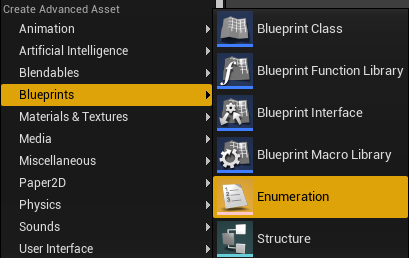 Create Advanced Asset
Animation
Artificial Intelligence
Blendables
Blueprints
Materials & Textures
Media
Miscellaneous
Paper2D
Physics
Sounds
User Interface
Blueprint Class
Blueprint Function Library
Blueprint Interface
Blueprint Macro Library
Enumeration
Structure